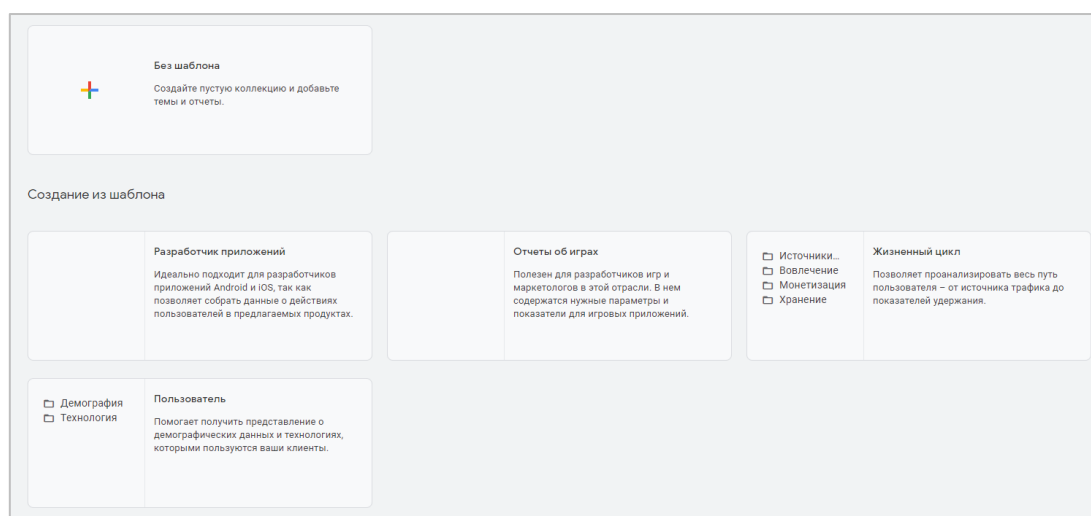 Без шаблона
Создайте пустую коллекцию и добавьте
темы и отчеты.
Создание из шаблона
Разработчик приложений
Идеально подходит для разработчиков
приложений Android и iOS, так как
позволяет собрать данные о действиях
пользователей в предлагаемых продуктах.
Отчеты об играх
Полезен для разработчиков игр и
маркетологов в этой отрасли. В нем
содержатся нужные параметры и
показатели для игровых приложений.
Источники...
Вовлечение
Монетизация
Хранение
Жизненный цикл
Позволяет проанализировать весь путь
пользователя – от источника трафика до
показателей удержания.
Демография
Технология
Пользователь
Помогает получить представление о
демографических данных и технологиях,
которыми пользуются ваши клиенты.